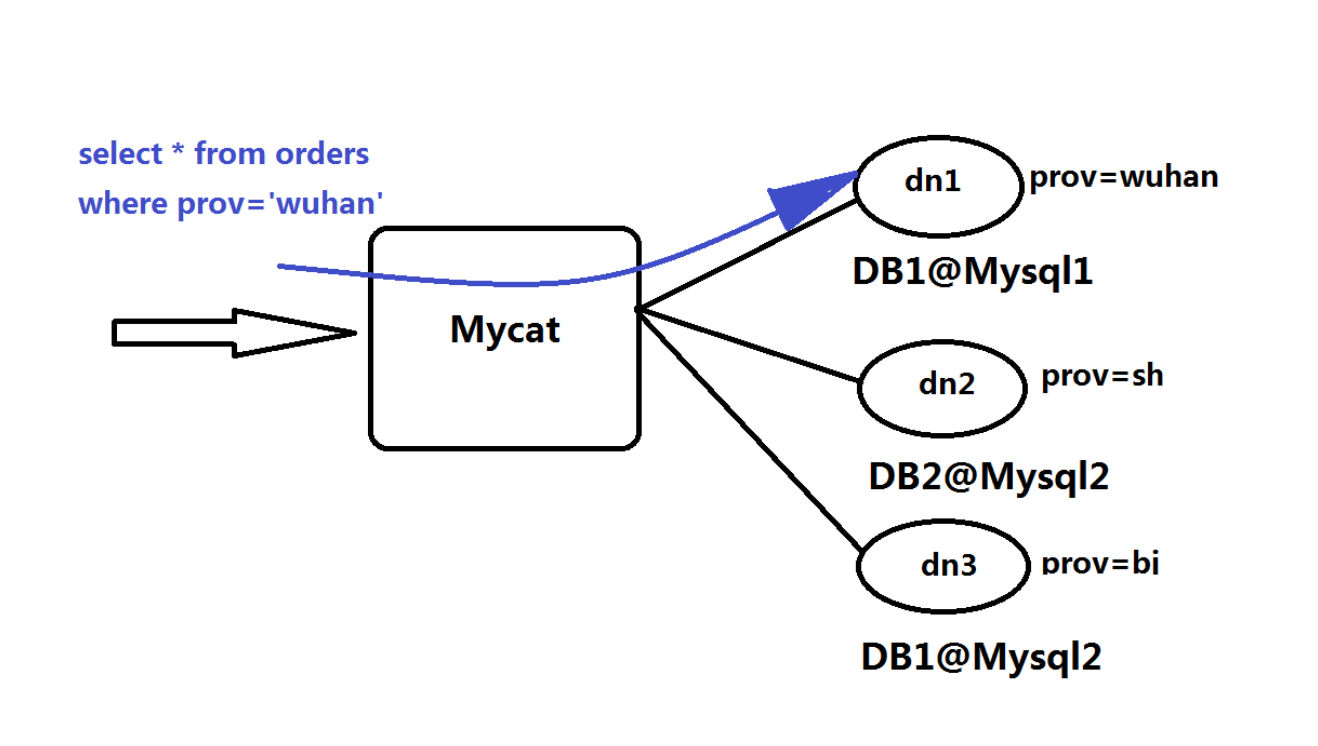 select * from orders
where prov='wuhan'
Mycat
dn1
prov=wuhan
DB1@Mysql1
dn2
prov=sh
DB2@Mysql2
dn3
prov=bi
DB1@Mysql2